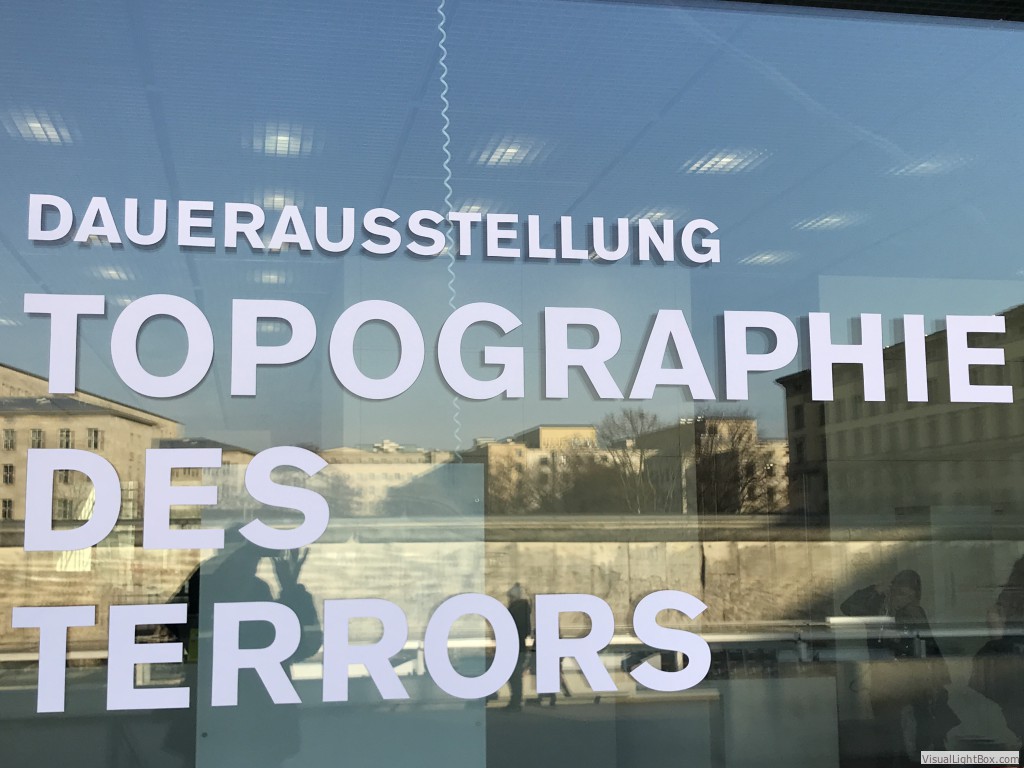 DAUERAUSSTELLUNG
TOPOGRAPHIE
DES
TERRORS
VisualLightBox.com